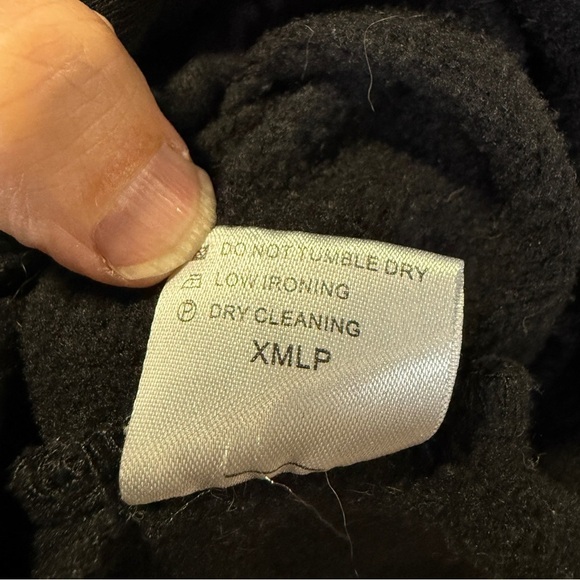 DO NOT TUMBLE DRY
LOW IRONING
P DRY CLEANING
XMLP